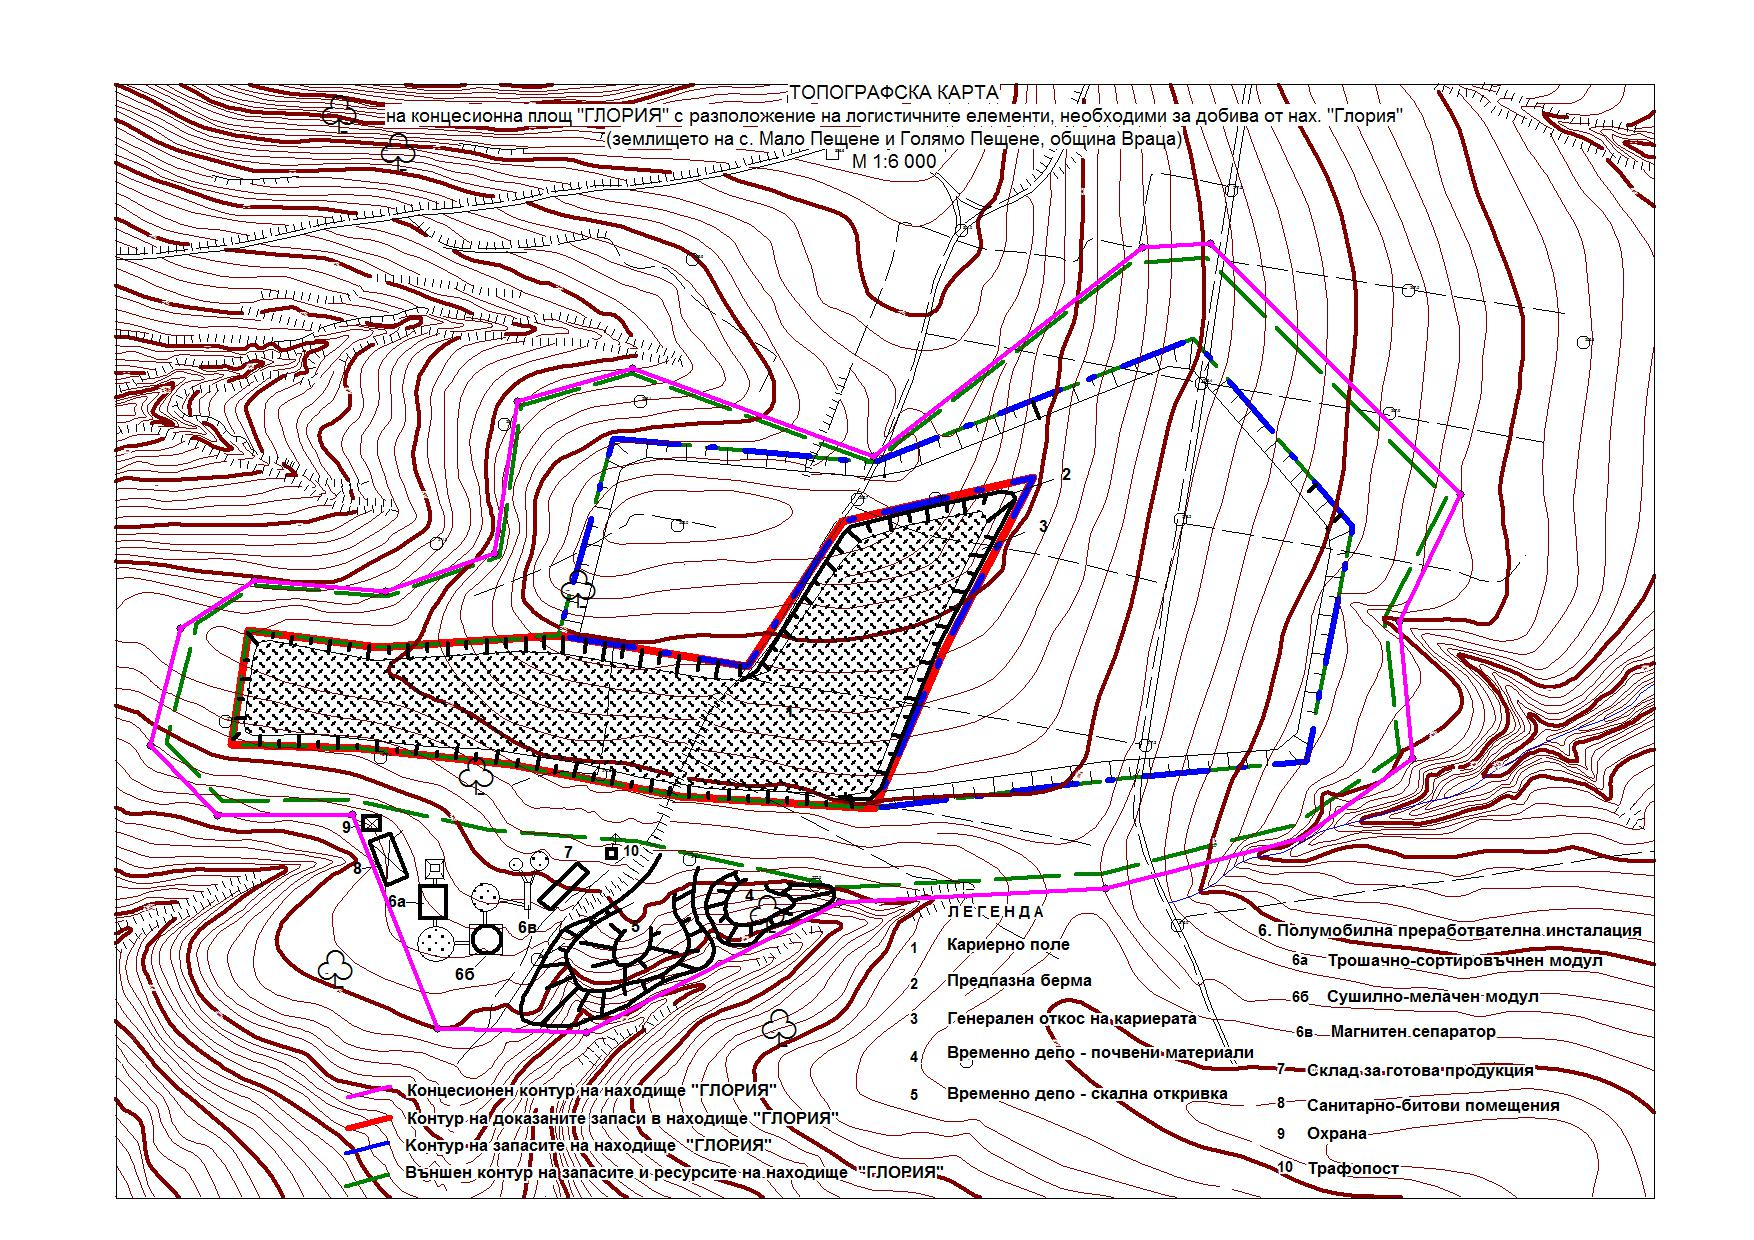 ТОПОГРАФСКА КАРТА
на концесионна площ "ГЛОРИЯ" с разположение на логистичните елементи, необходими за добива от нах. "Глория"
(землището на с. Мало Пещене и Голямо Пещене, община Враца)
М 1:6 000
2
3
1
9
10
7
8
6а
4
5
6в
6б
ЛЕГЕНДА
1 Кариерно поле
2 Предпазна берма
3 Генерален откос на кариерата
4 Временно депо - почвени материали
5 Временно депо - скална откривка
6. Полумобилна преработвателна инсталация
6а Трошачно-сортировъчнен модул
6б Сушилно-мелачен модул
6в Магнитен сепаратор
7 Склад за готова продукция
8 Санитарно-битови помещения
9 Охрана
10 Трафопост
Концесионен контур на находище "ГЛОРИЯ"
Контур на доказаните запаси в находище "ГЛОРИЯ"
Контур на запасите на находище "ГЛОРИЯ"
Външен контур на запасите и ресурсите на находище "ГЛОРИЯ"